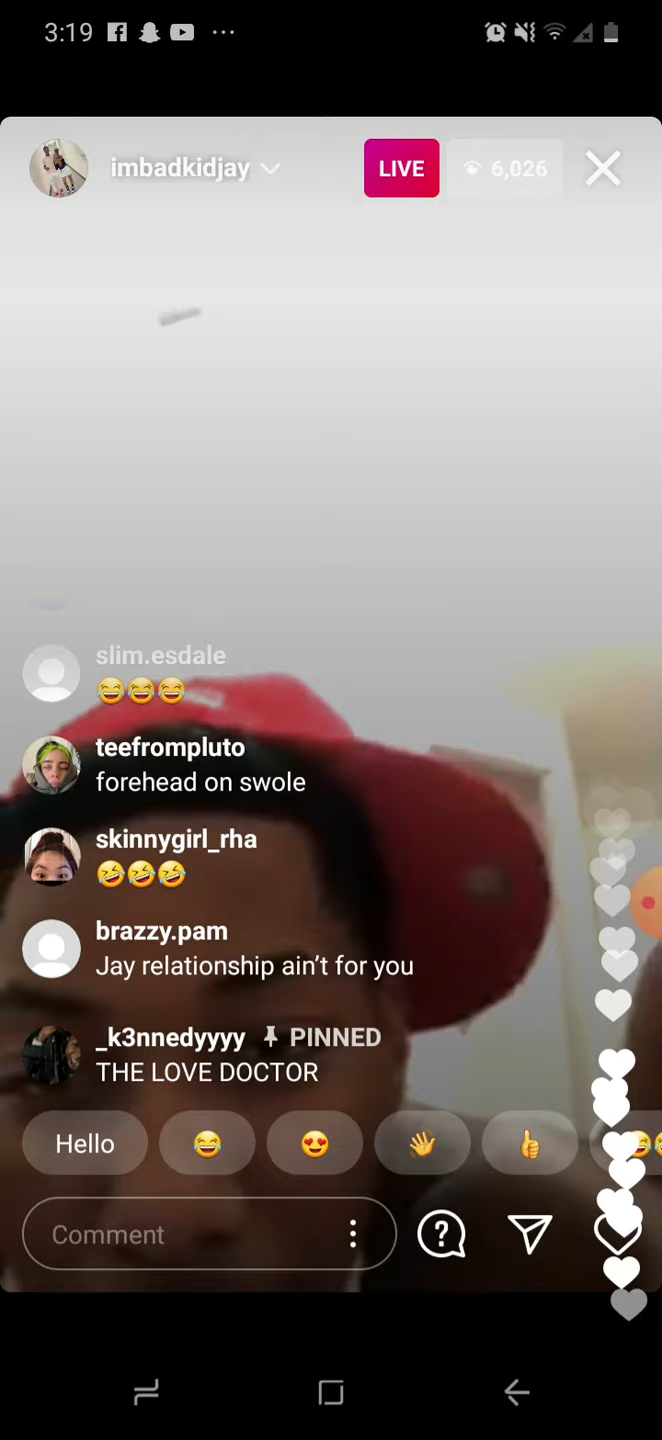 3:19
imbadkidjay
LIVE
6,026
slim.esdale
😂😂😂
teefrompluto
forehead on swole
skinnygirl_rha
🤣🤣🤣
brazzy.pam
Jay relationship ain’t for you
_k3nnedyyyy PINNED
THE LOVE DOCTOR
Hello 😂 😍 👋 👍 😂
Comment